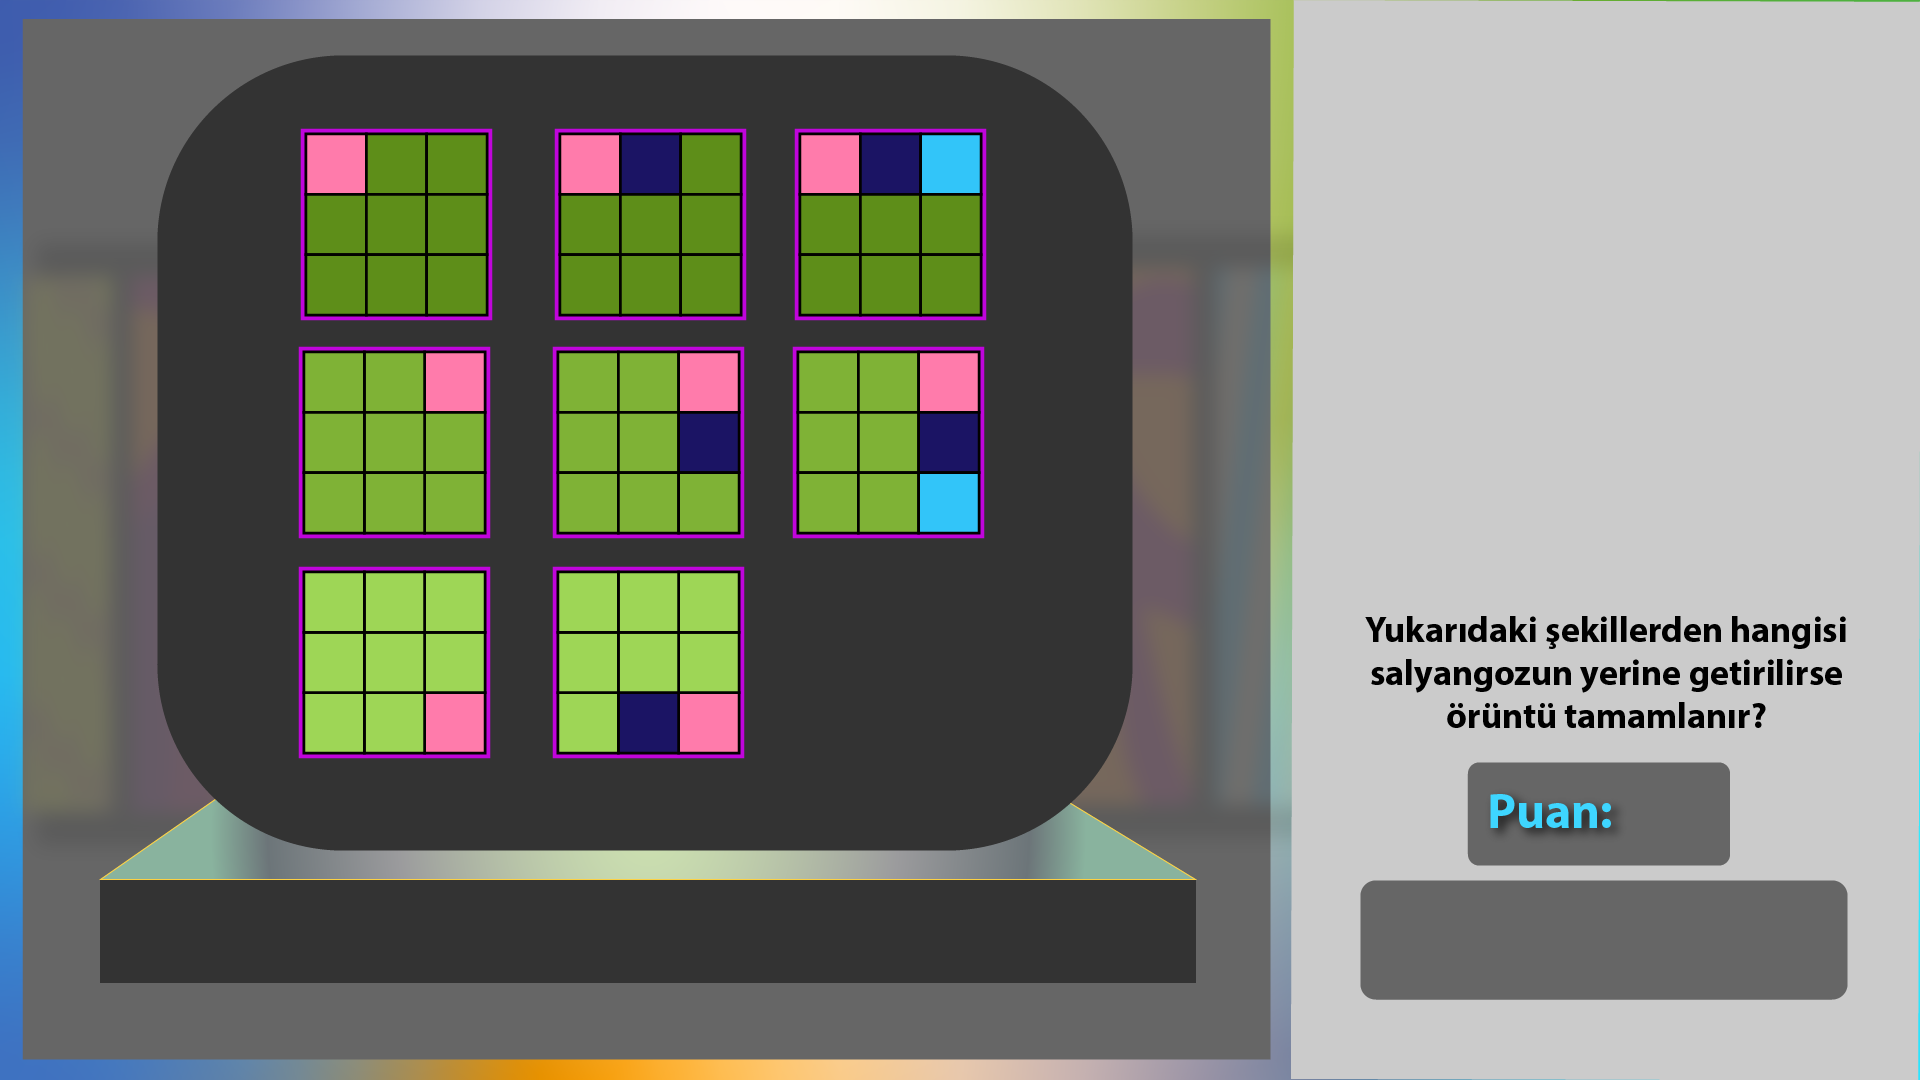 Yukarıdaki şekillerden hangisi
salyangozun yerine getirilirse
örüntü tamamlanır?
Puan: